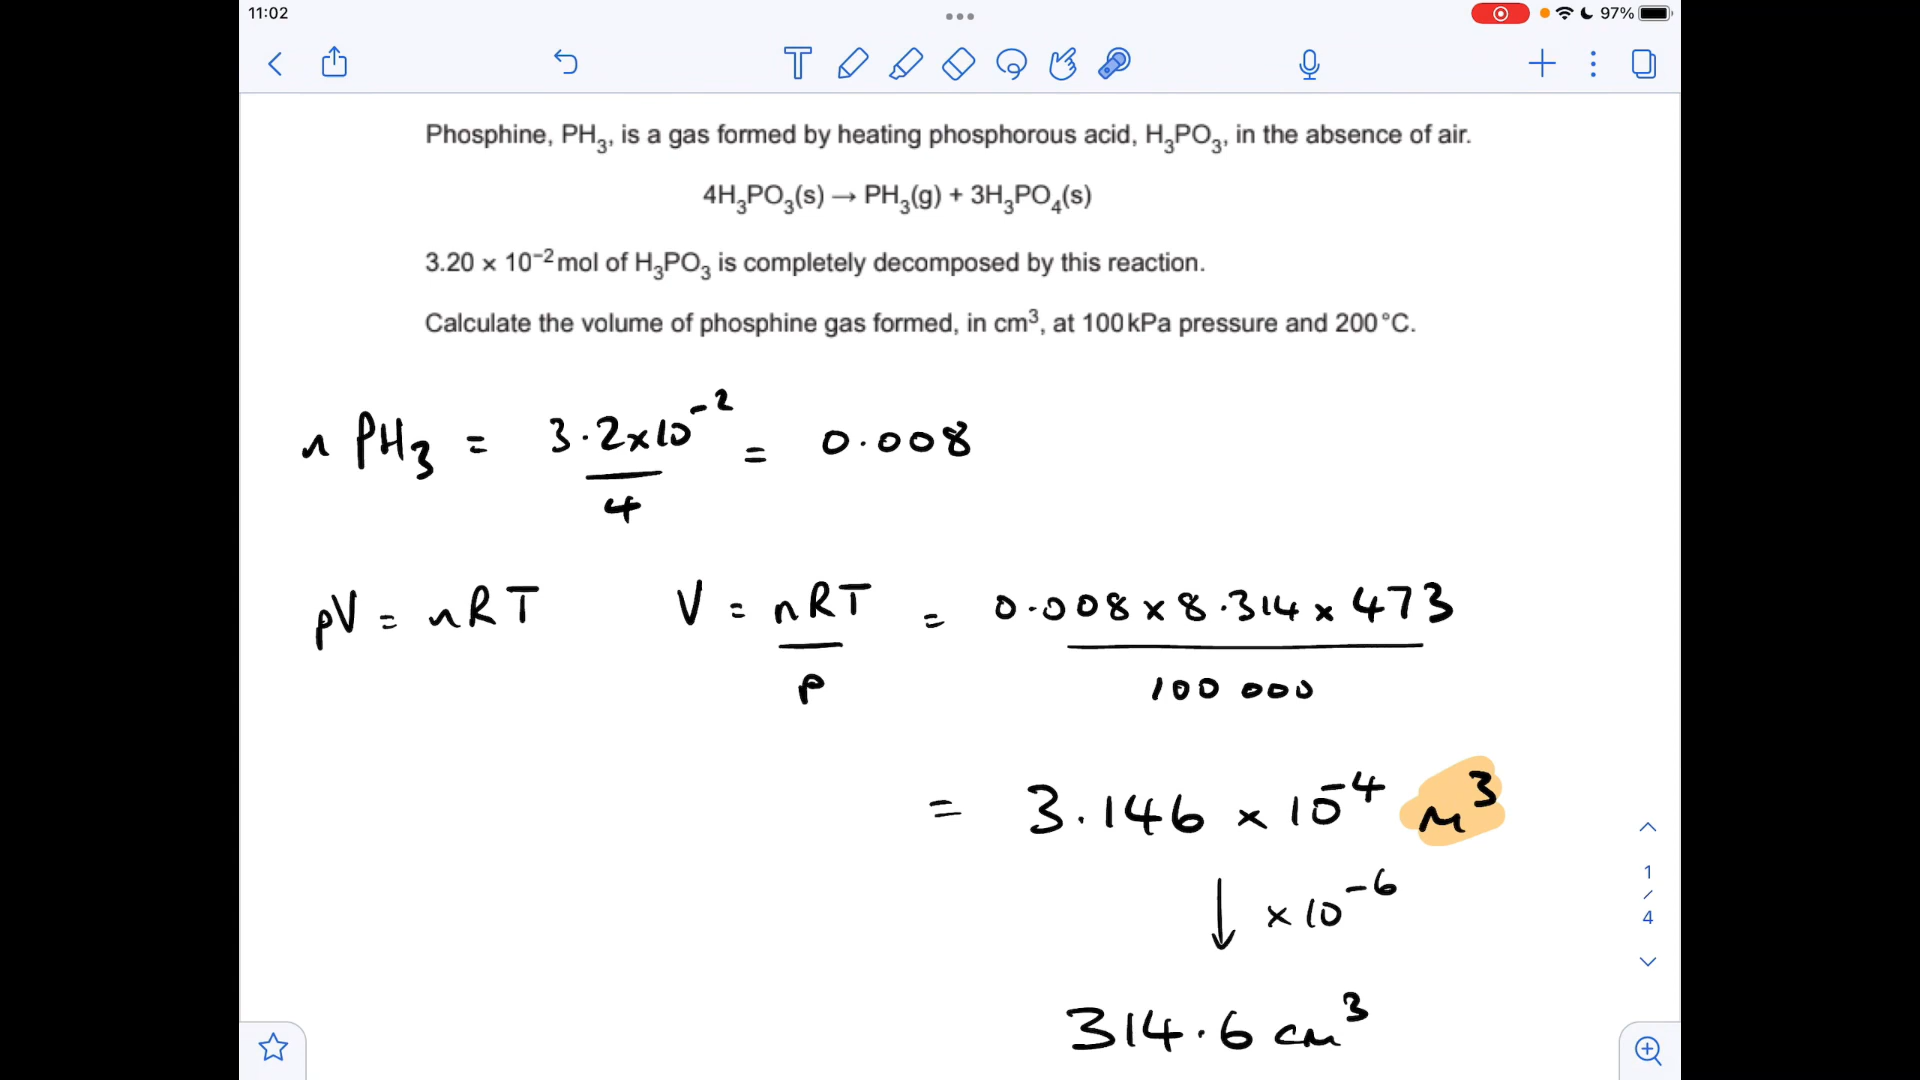 11:02
97%
Phosphine, PH₃, is a gas formed by heating phosphorous acid, H₃PO₃, in the absence of air.
4H₃PO₃(s) → PH₃(g) + 3H₃PO₄(s)
3.20 × 10⁻² mol of H₃PO₃ is completely decomposed by this reaction.
Calculate the volume of phosphine gas formed, in cm³, at 100 kPa pressure and 200 °C.
n PH₃ = 3.2×10⁻² / 4 = 0.008
pV = nRT V = nRT / p = 0.008 × 8.314 × 473 / 100 000
= 3.146 × 10⁻⁴ m³
↓ × 10⁻⁶
314.6 cm³
1 / 4